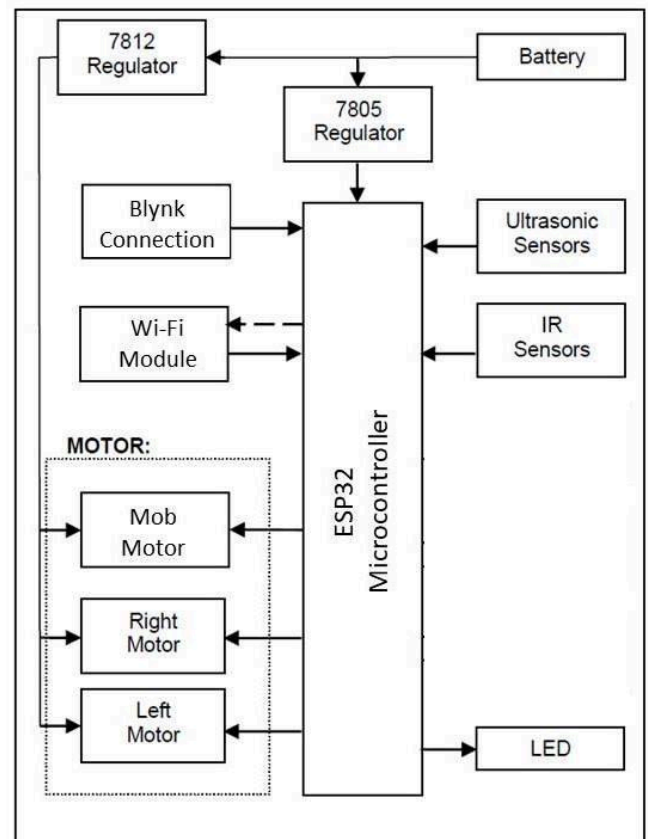 7812
Regulator
Battery
7805
Regulator
Blynk
Connection
Ultrasonic
Sensors
Wi-Fi
Module
IR
Sensors
ESP32
Microcontroller
MOTOR:
Mob
Motor
Right
Motor
Left
Motor
LED